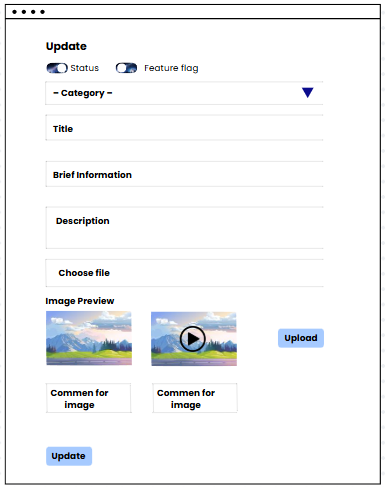 Update
Status
Feature flag
– Category –
Title
Brief Information
Description
Choose file
Image Preview
Upload
Commen for
image
Commen for
image
Update